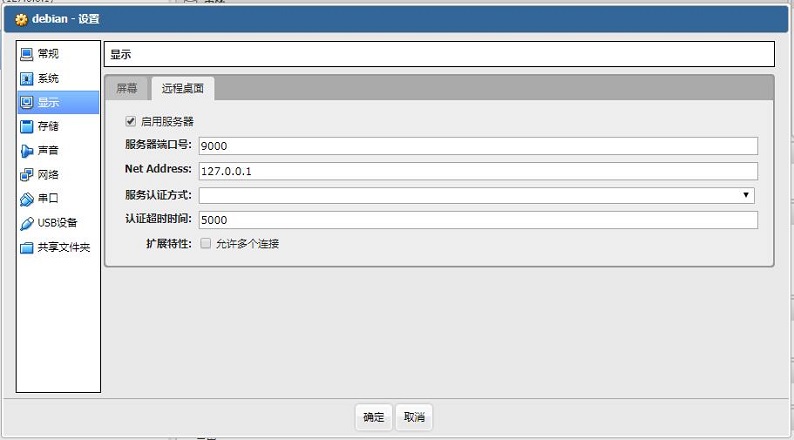 debian - 设置
常规
系统
显示
存储
声音
网络
串口
USB设备
共享文件夹
显示
屏幕 远程桌面
启用服务器
服务器端口号: 9000
Net Address: 127.0.0.1
服务认证方式:
认证超时时间: 5000
扩展特性: 允许多个连接
确定 取消